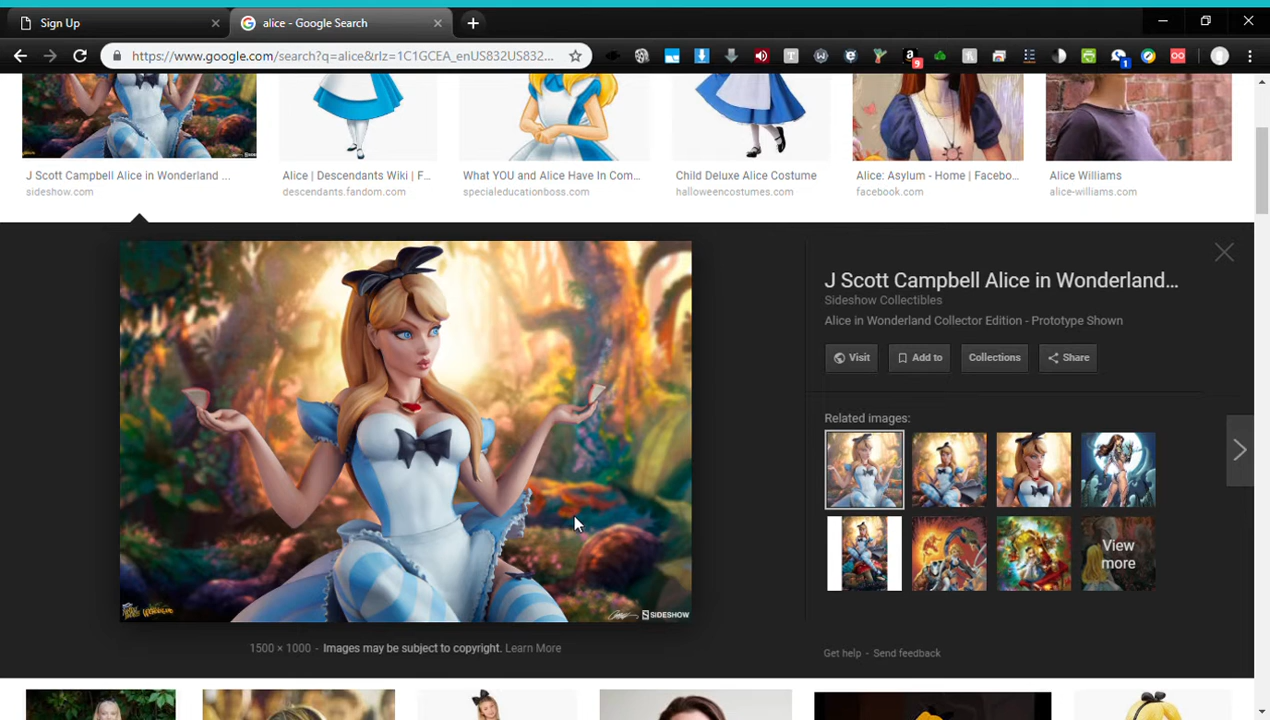 Sign Up
alice - Google Search
https://www.google.com/search?q=alice&rlz=1C1GCEA_enUS832US832...
9
1
J Scott Campbell Alice in Wonderland ...
sideshow.com
Alice | Descendants Wiki | F...
descendants.fandom.com
What YOU and Alice Have In Com...
specialeducationboss.com
Child Deluxe Alice Costume
halloweencostumes.com
Alice: Asylum - Home | Facebo...
facebook.com
Alice Williams
alice-williams.com
J Scott Campbell Alice in Wonderland...
Sideshow Collectibles
Alice in Wonderland Collector Edition - Prototype Shown
Visit
Add to
Collections
Share
Related images:
View
more
SIDESHOW
1500 × 1000 - Images may be subject to copyright. Learn More
Get help - Send feedback